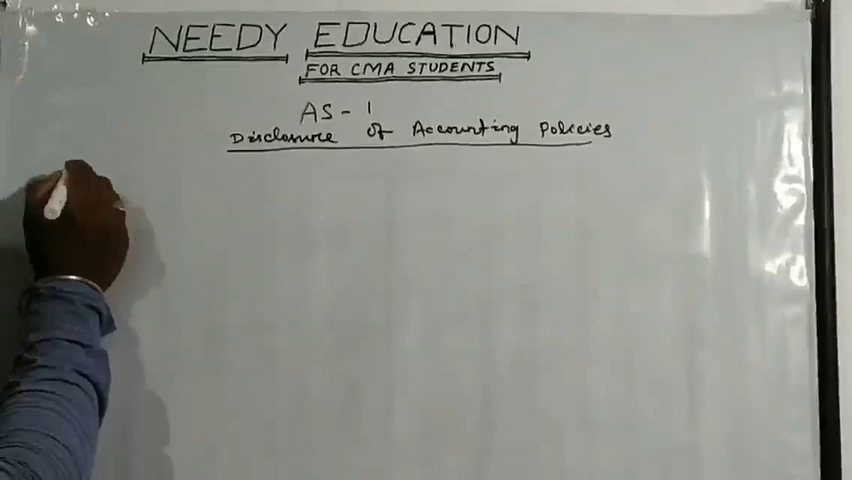 NEEDY EDUCATION
FOR CMA STUDENTS
AS - 1
Disclosure of Accounting Policies